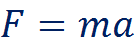 F = ma